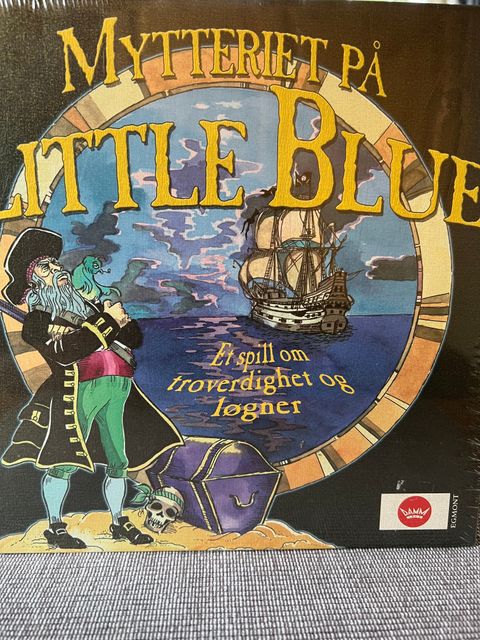 MYTTERIET PÅ
LITTLE BLUE
Et spill om
troverdighet og
løgner
DAMM
EGMONT